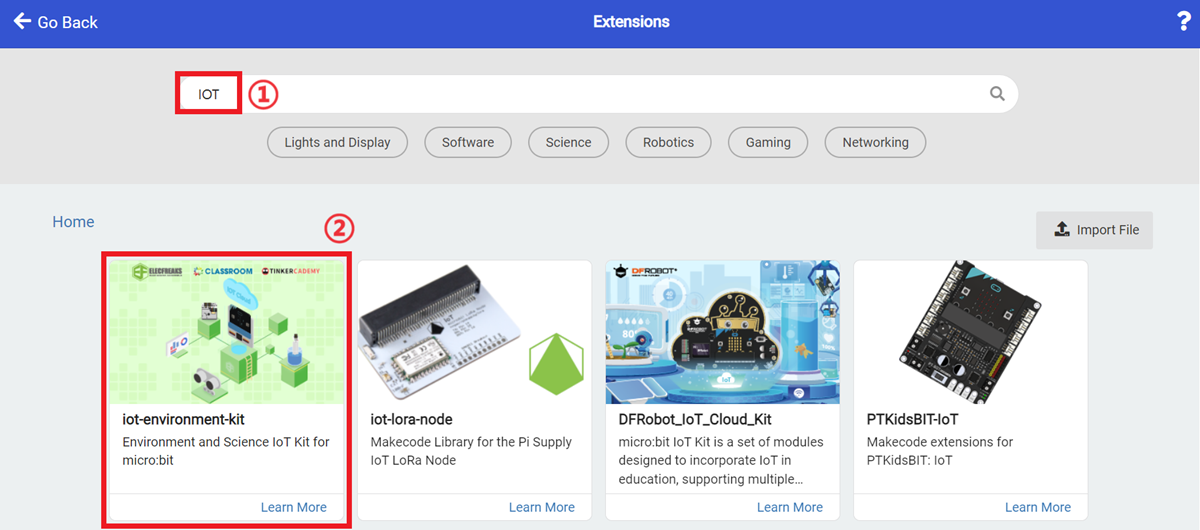 Go Back
Extensions
?
IOT
①
Lights and Display
Software
Science
Robotics
Gaming
Networking
Home
②
Import File
ELECFREAKS CLASSROOM TINKERCADEMY
IOT Cloud
iot-environment-kit
Environment and Science IoT Kit for
micro:bit
Learn More
IoT
iot-lora-node
Makecode Library for the Pi Supply
IoT LoRa Node
Learn More
DFROBOT
IoT
DFRobot_IoT_Cloud_Kit
micro:bit IoT Kit is a set of modules
designed to incorporate IoT in
education, supporting multiple...
Learn More
PTKidsBIT-IoT
Makecode extensions for
PTKidsBIT: IoT
Learn More